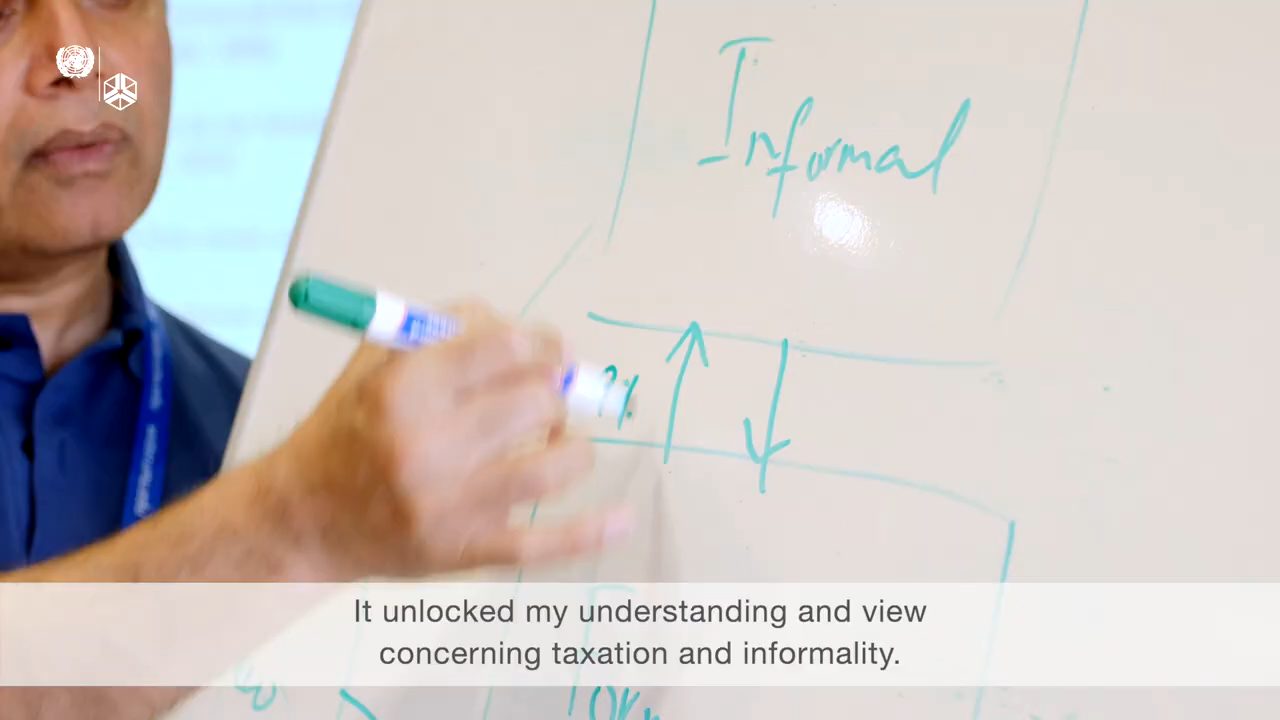 Informal
It unlocked my understanding and view
concerning taxation and informality.